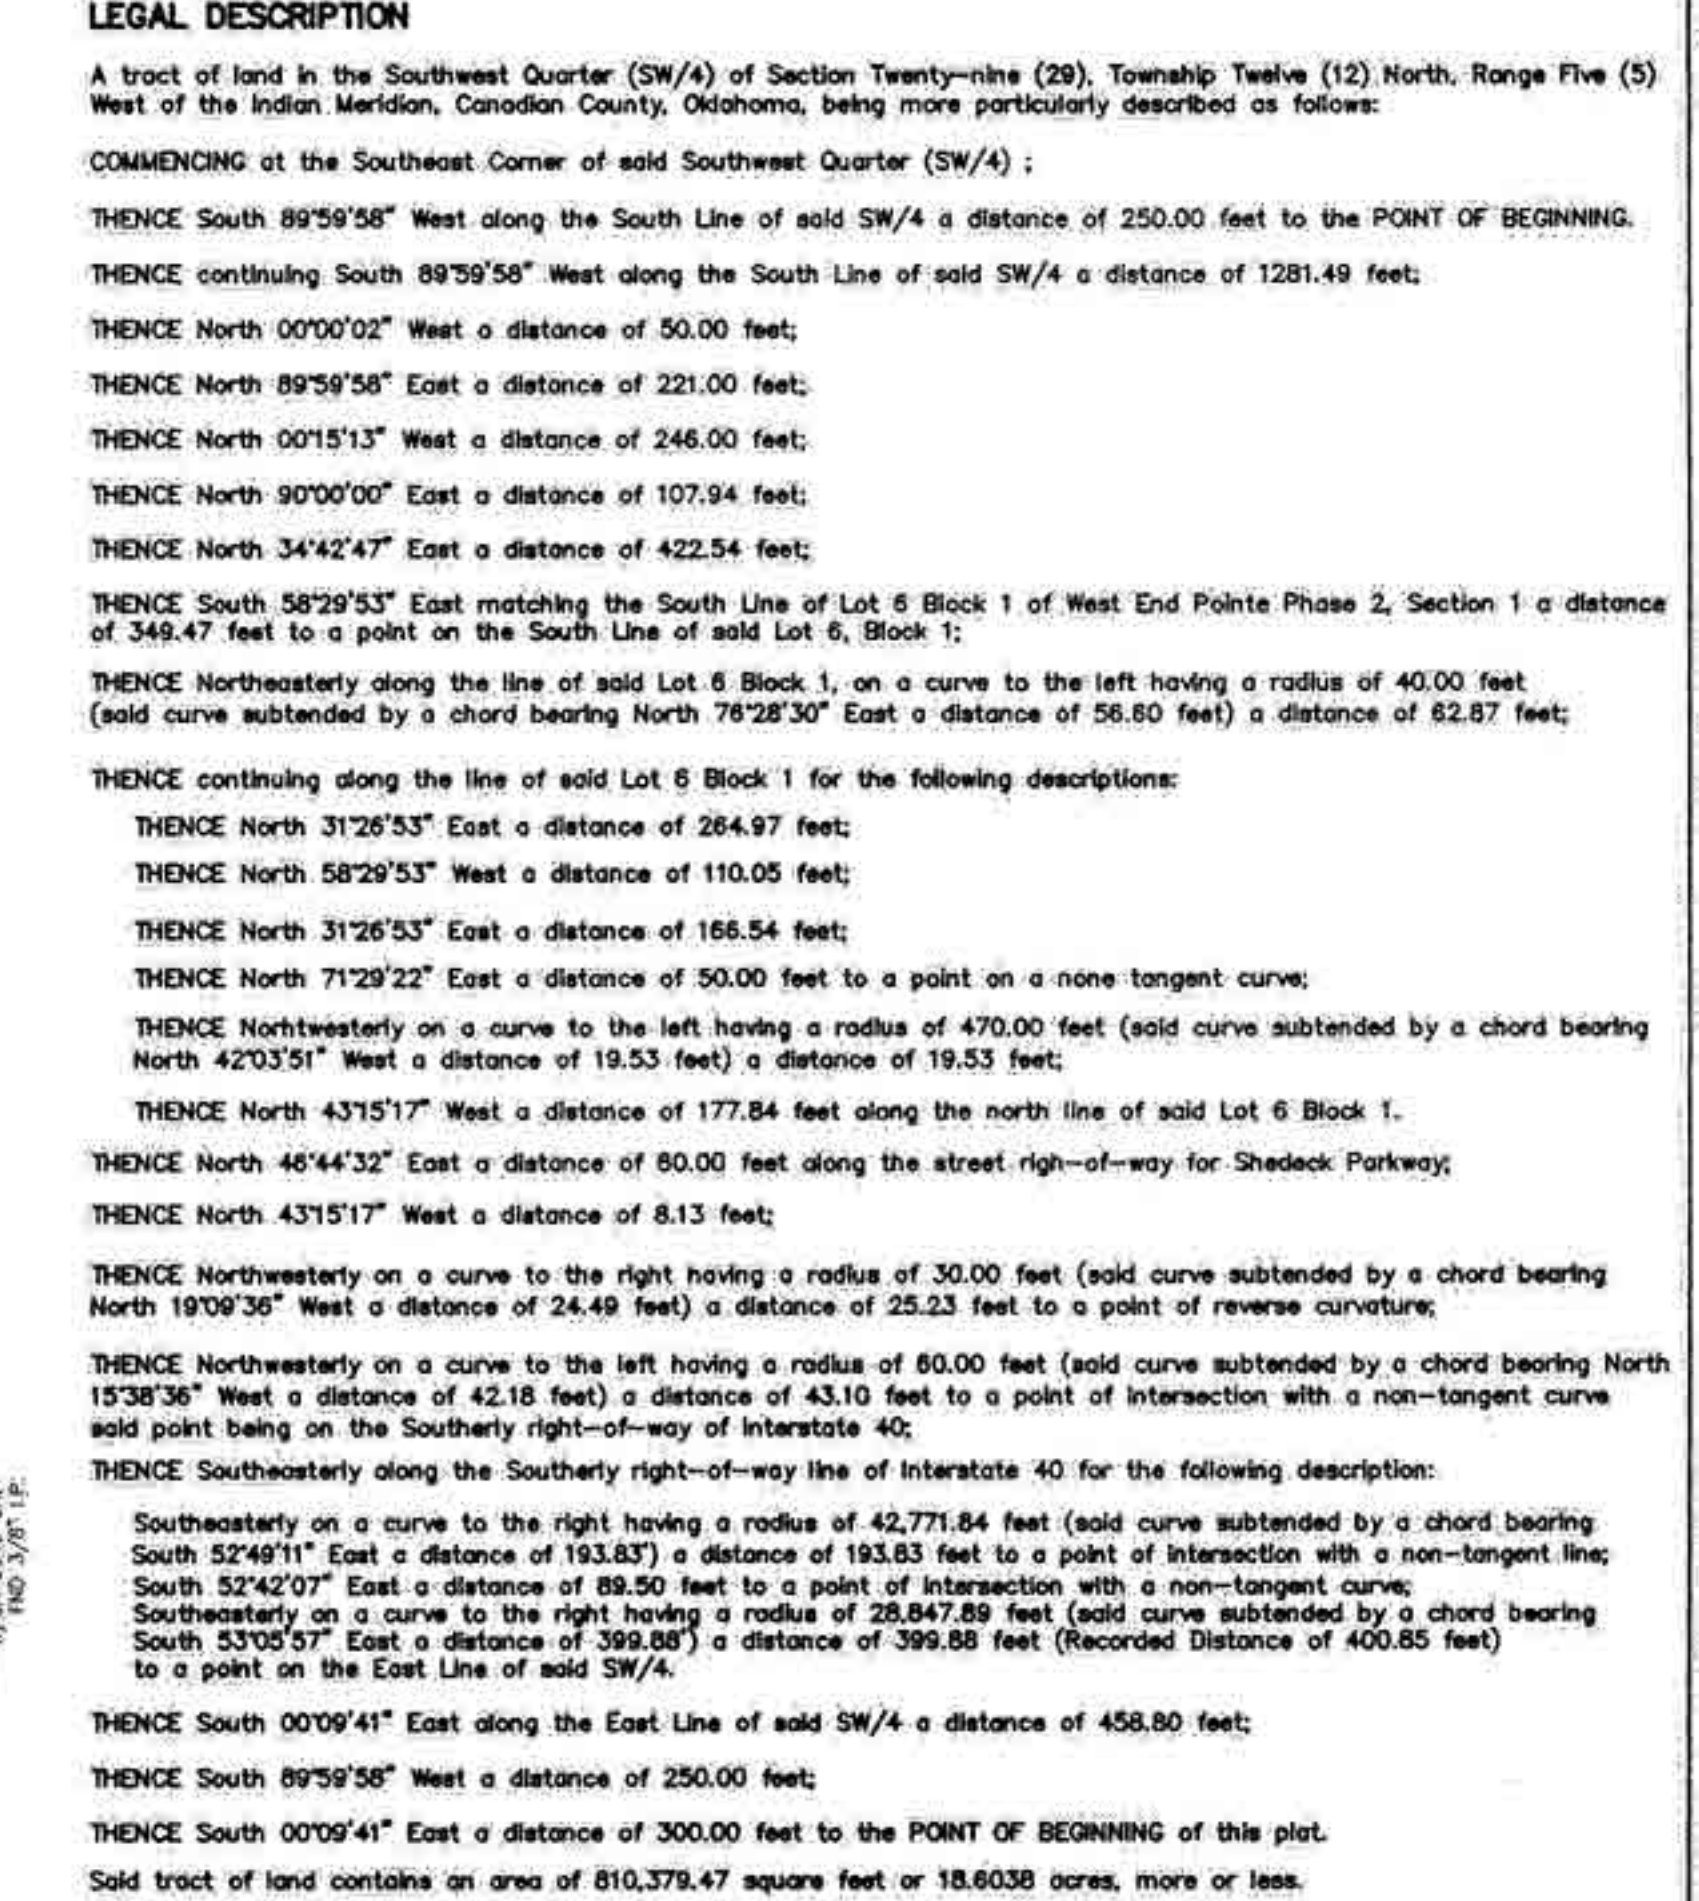 LEGAL DESCRIPTION
A tract of land in the Southwest Quarter (SW/4) of Section Twenty-nine (29), Township Twelve (12) North, Range Five (5)
West of the Indian Meridian, Canadian County, Oklahoma, being more particularly described as follows:
COMMENCING at the Southeast Corner of said Southwest Quarter (SW/4) ;
THENCE South 89°59'58" West along the South Line of said SW/4 a distance of 250.00 feet to the POINT OF BEGINNING.
THENCE continuing South 89°59'58" West along the South Line of said SW/4 a distance of 1281.49 feet;
THENCE North 00°00'02" West a distance of 50.00 feet;
THENCE North 89°59'58" East a distance of 221.00 feet;
THENCE North 00°15'13" West a distance of 246.00 feet;
THENCE North 90°00'00" East a distance of 107.94 feet;
THENCE North 34°42'47" East a distance of 422.54 feet;
THENCE South 58°29'53" East matching the South Line of Lot 6 Block 1 of West End Pointe Phase 2, Section 1 a distance
of 349.47 feet to a point on the South Line of said Lot 6, Block 1;
THENCE Northeasterly along the line of said Lot 6 Block 1, on a curve to the left having a radius of 40.00 feet
(said curve subtended by a chord bearing North 76°28'30" East a distance of 56.60 feet) a distance of 62.87 feet;
THENCE continuing along the line of said Lot 6 Block 1 for the following descriptions:
THENCE North 31°26'53" East a distance of 264.97 feet;
THENCE North 58°29'53" West a distance of 110.05 feet;
THENCE North 31°26'53" East a distance of 166.54 feet;
THENCE North 71°29'22" East a distance of 50.00 feet to a point on a none tangent curve;
THENCE Norhtwesterly on a curve to the left having a radius of 470.00 feet (said curve subtended by a chord bearing
North 42°03'51" West a distance of 19.53 feet) a distance of 19.53 feet;
THENCE North 43°15'17" West a distance of 177.84 feet along the north line of said Lot 6 Block 1.
THENCE North 46°44'32" East a distance of 60.00 feet along the street righ-of-way for Shedeck Parkway;
THENCE North 43°15'17" West a distance of 8.13 feet;
THENCE Northwesterly on a curve to the right having a radius of 30.00 feet (said curve subtended by a chord bearing
North 19°09'36" West a distance of 24.49 feet) a distance of 25.23 feet to a point of reverse curvature;
THENCE Northwesterly on a curve to the left having a radius of 60.00 feet (said curve subtended by a chord bearing North
15°38'36" West a distance of 42.18 feet) a distance of 43.10 feet to a point of intersection with a non-tangent curve
said point being on the Southerly right-of-way of Interstate 40;
THENCE Southeasterly along the Southerly right-of-way line of Interstate 40 for the following description:
Southeasterly on a curve to the right having a radius of 42,771.84 feet (said curve subtended by a chord bearing
South 52°49'11" East a distance of 193.83') a distance of 193.83 feet to a point of intersection with a non-tangent line;
South 52°42'07" East a distance of 89.50 feet to a point of intersection with a non-tangent curve;
Southeasterly on a curve to the right having a radius of 28,847.89 feet (said curve subtended by a chord bearing
South 53°05'57" East a distance of 399.88') a distance of 399.88 feet (Recorded Distance of 400.85 feet)
to a point on the East Line of said SW/4.
THENCE South 00°09'41" East along the East Line of said SW/4 a distance of 458.80 feet;
THENCE South 89°59'58" West a distance of 250.00 feet;
THENCE South 00°09'41" East a distance of 300.00 feet to the POINT OF BEGINNING of this plat.
Said tract of land contains an area of 810,379.47 square feet or 18.6038 acres, more or less.
FND 3/8" I.P.